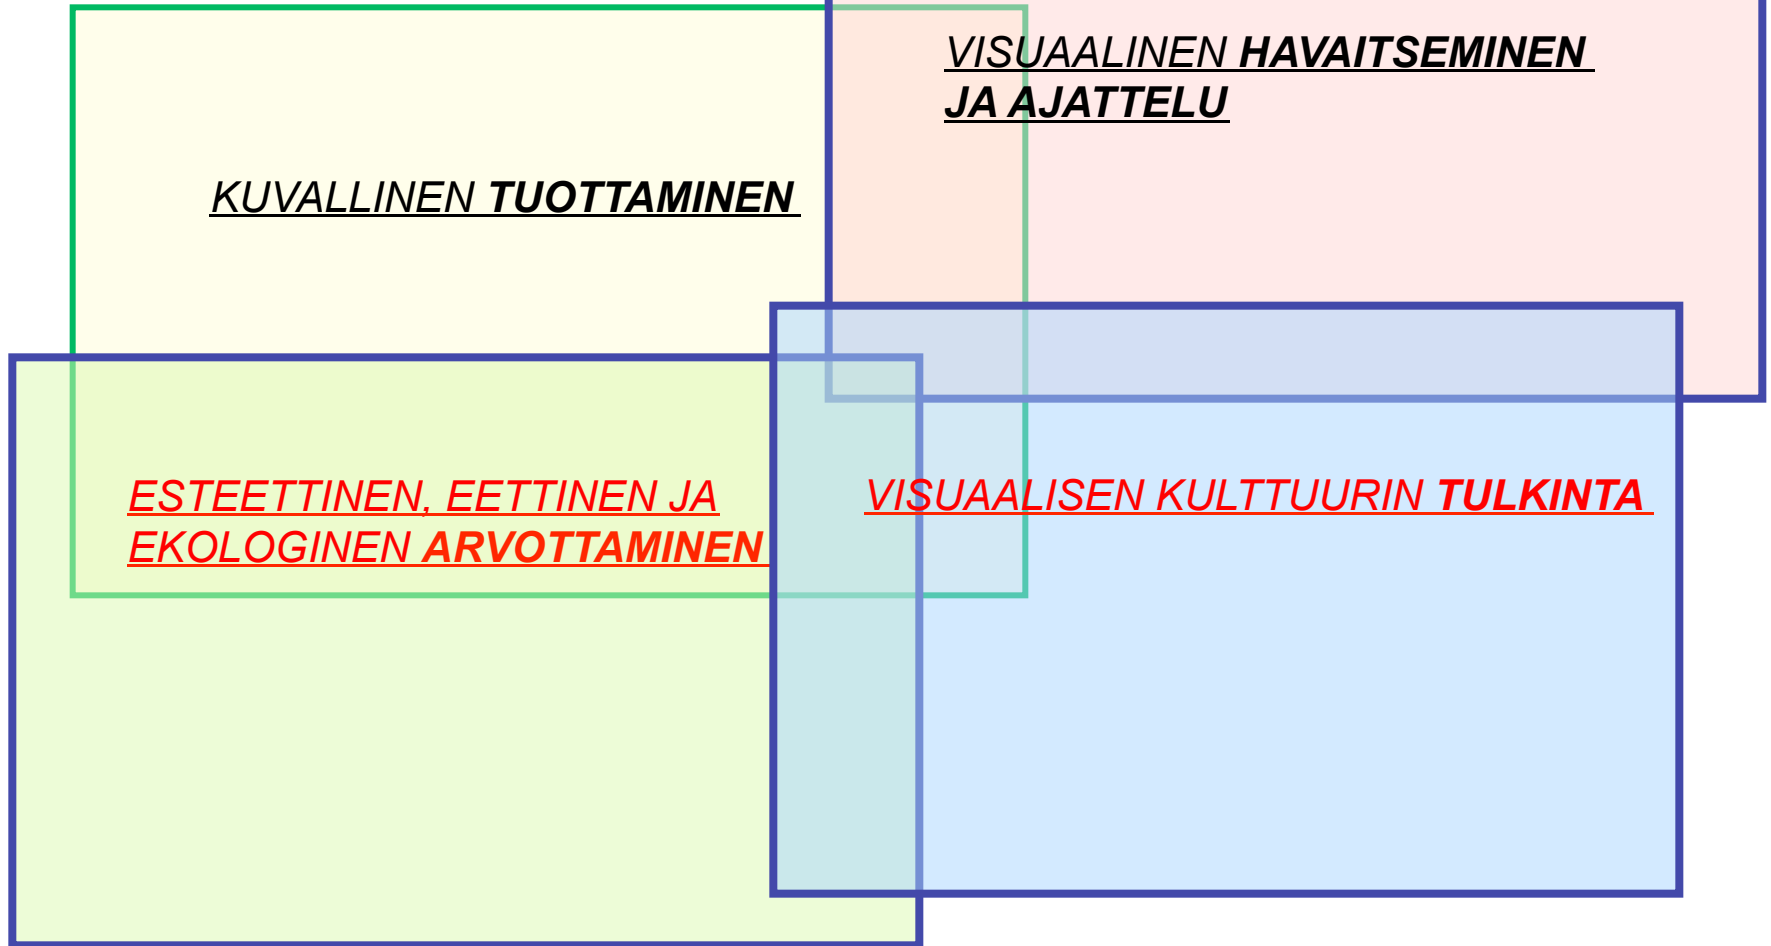 VISUAALINEN HAVAITSEMINEN
JA AJATTELU
KUVALLINEN TUOTTAMINEN
ESTEETTINEN, EETTINEN JA
EKOLOGINEN ARVOTTAMINEN
VISUAALISEN KULTTUURIN TULKINTA